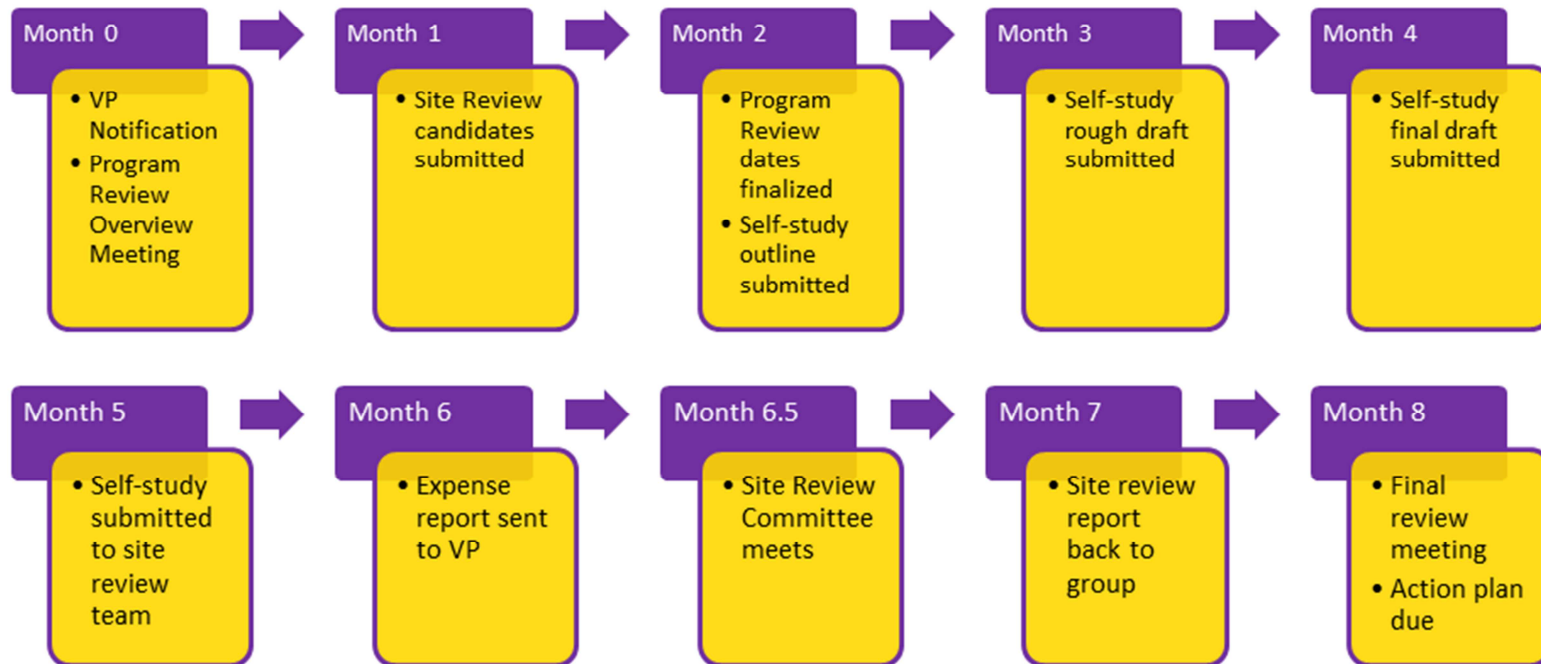 Month 0
• VP
Notification
• Program
Review
Overview
Meeting
Month 1
• Site Review
candidates
submitted
Month 2
• Program
Review
dates
finalized
• Self-study
outline
submitted
Month 3
• Self-study
rough draft
submitted
Month 4
• Self-study
final draft
submitted
Month 5
• Self-study
submitted
to site
review
team
Month 6
• Expense
report sent
to VP
Month 6.5
• Site Review
Committee
meets
Month 7
• Site review
report
back to
group
Month 8
• Final
review
meeting
• Action plan
due